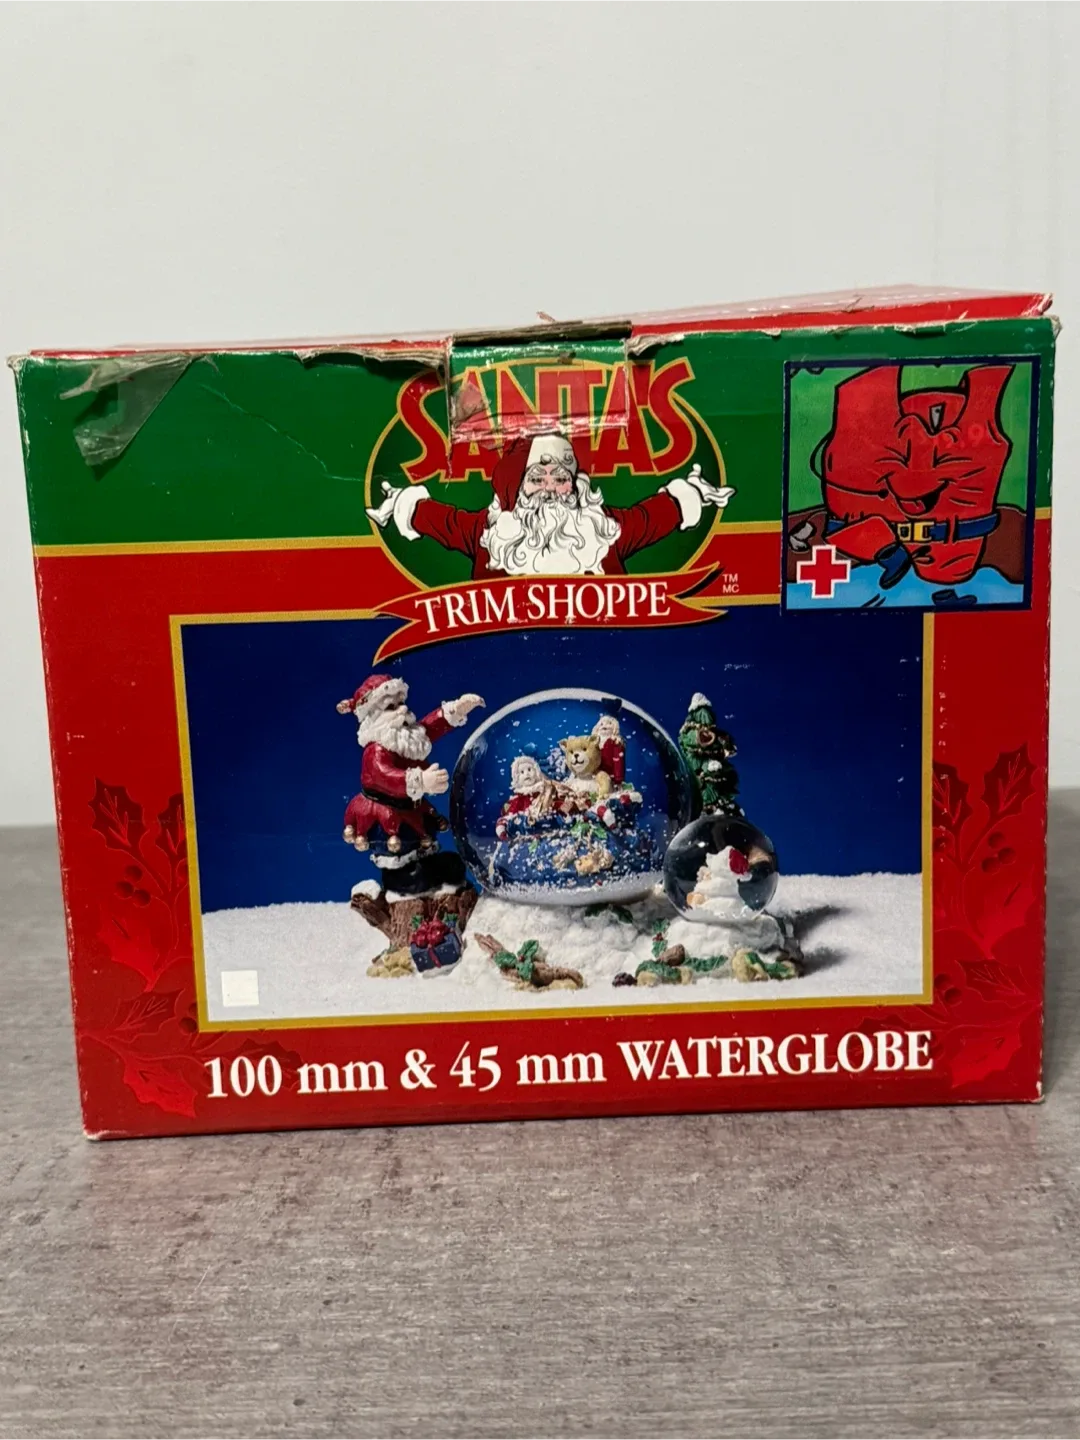 SANTA'S
TRIM SHOPPE
TM
MC
100 mm & 45 mm WATERGLOBE